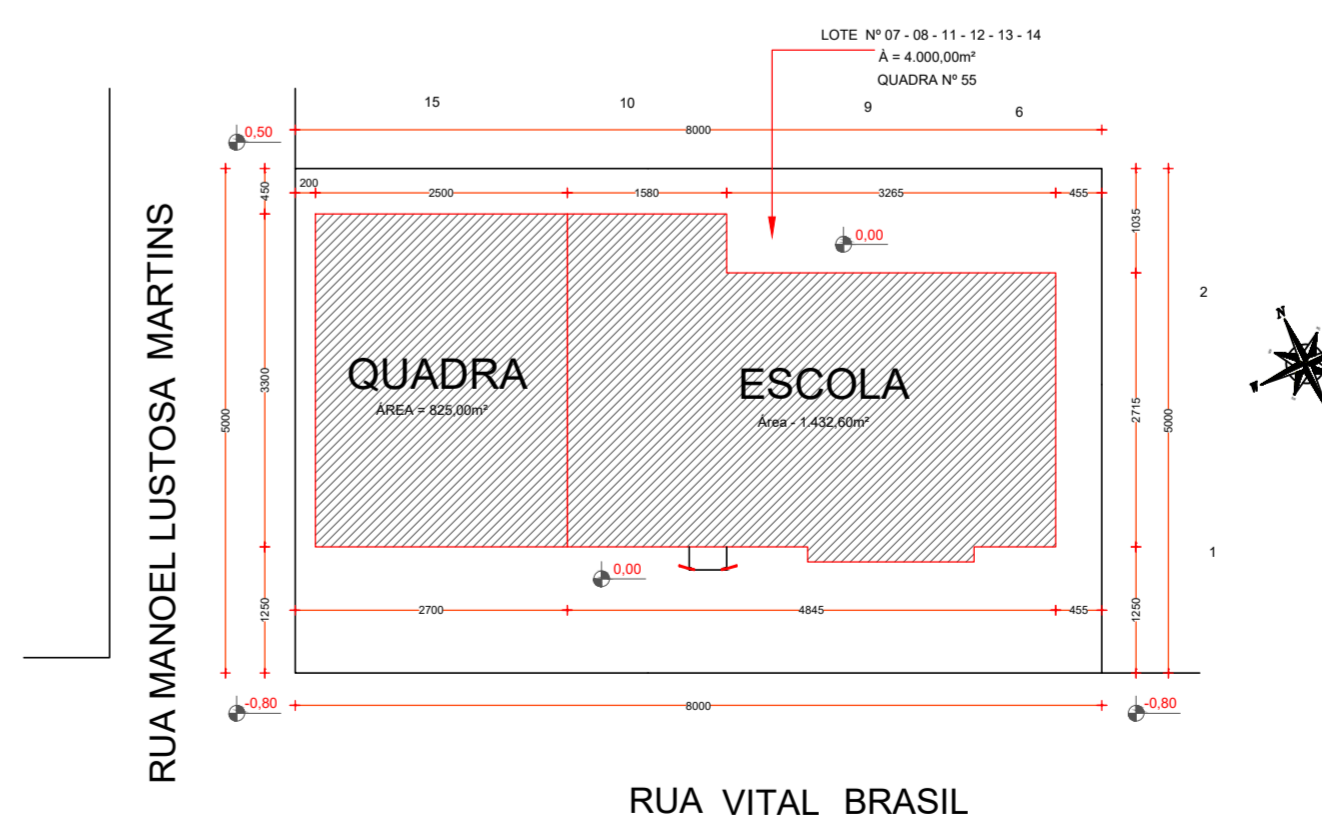 LOTE Nº 07 - 08 - 11 - 12 - 13 - 14
À = 4.000,00m²
QUADRA Nº 55
15
10
9
6
0,50
8000
200
2500
1580
3265
455
450
1035
0,00
2
N
W
RUA MANOEL LUSTOSA MARTINS
5000
3300
QUADRA
ÁREA = 825,00m²
ESCOLA
Área - 1.432,60m²
2715
5000
0,00
1
1250
2700
4845
455
1250
-0,80
8000
-0,80
RUA VITAL BRASIL